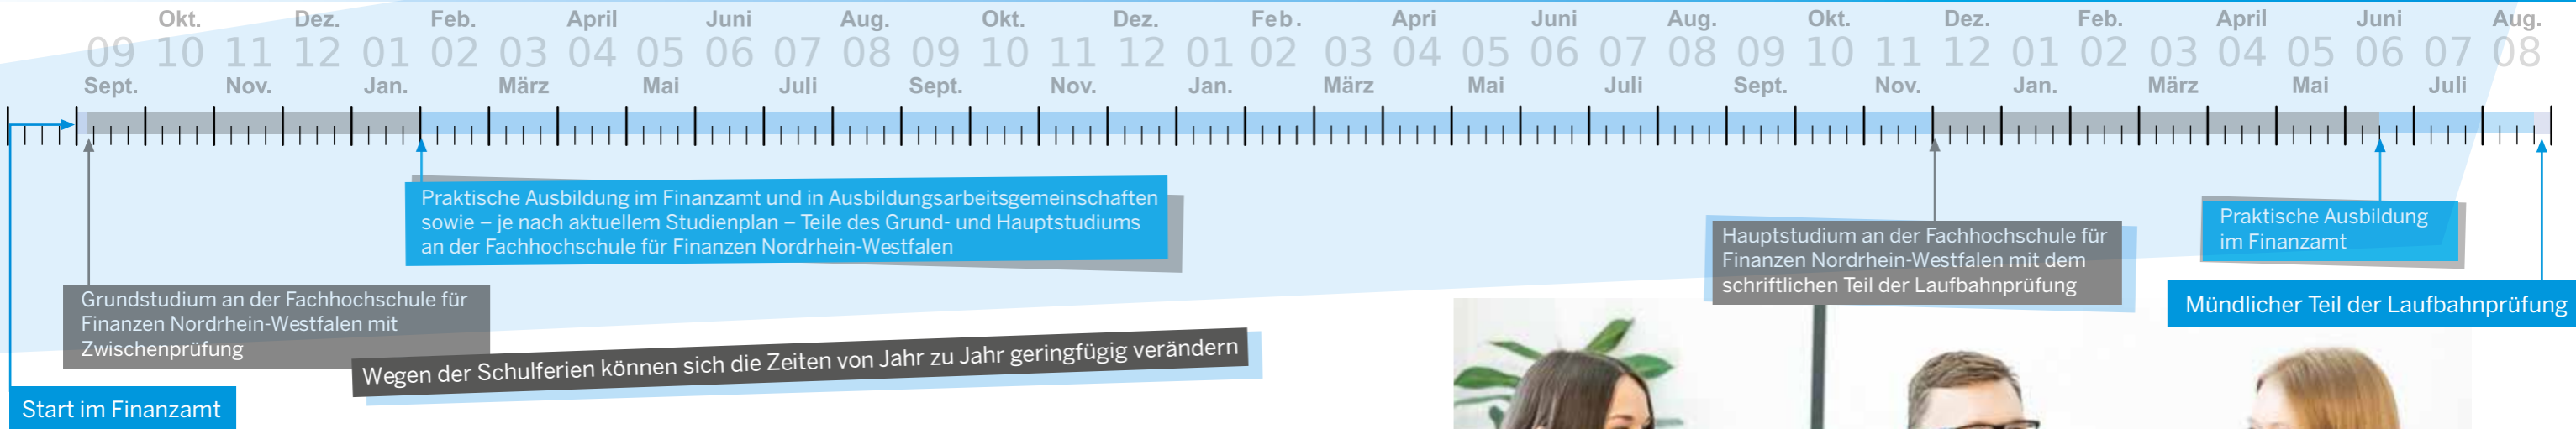 Okt. Dez. Feb. April Juni Aug. Okt. Dez. Feb. Apri Juni Aug. Okt. Dez. Feb. April Juni Aug.
09 10 11 12 01 02 03 04 05 06 07 08 09 10 11 12 01 02 03 04 05 06 07 08 09 10 11 12 01 02 03 04 05 06 07 08
Sept. Nov. Jan. März Mai Juli Sept. Nov. Jan. März Mai Juli Sept. Nov. Jan. März Mai Juli
Praktische Ausbildung im Finanzamt und in Ausbildungsarbeitsgemeinschaften
sowie – je nach aktuellem Studienplan – Teile des Grund- und Hauptstudiums
an der Fachhochschule für Finanzen Nordrhein-Westfalen
Hauptstudium an der Fachhochschule für
Finanzen Nordrhein-Westfalen mit dem
schriftlichen Teil der Laufbahnprüfung
Praktische Ausbildung
im Finanzamt
Grundstudium an der Fachhochschule für
Finanzen Nordrhein-Westfalen mit
Zwischenprüfung
Mündlicher Teil der Laufbahnprüfung
Wegen der Schulferien können sich die Zeiten von Jahr zu Jahr geringfügig verändern
Start im Finanzamt